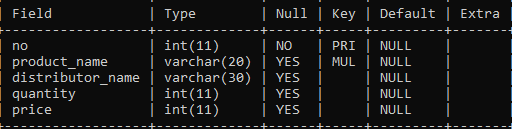 | Field | Type | Null | Key | Default | Extra |
| no | int(11) | NO | PRI | NULL | |
| product_name | varchar(20) | YES | MUL | NULL | |
| distributor_name | varchar(30) | YES | | NULL | |
| quantity | int(11) | YES | | NULL | |
| price | int(11) | YES | | NULL | |